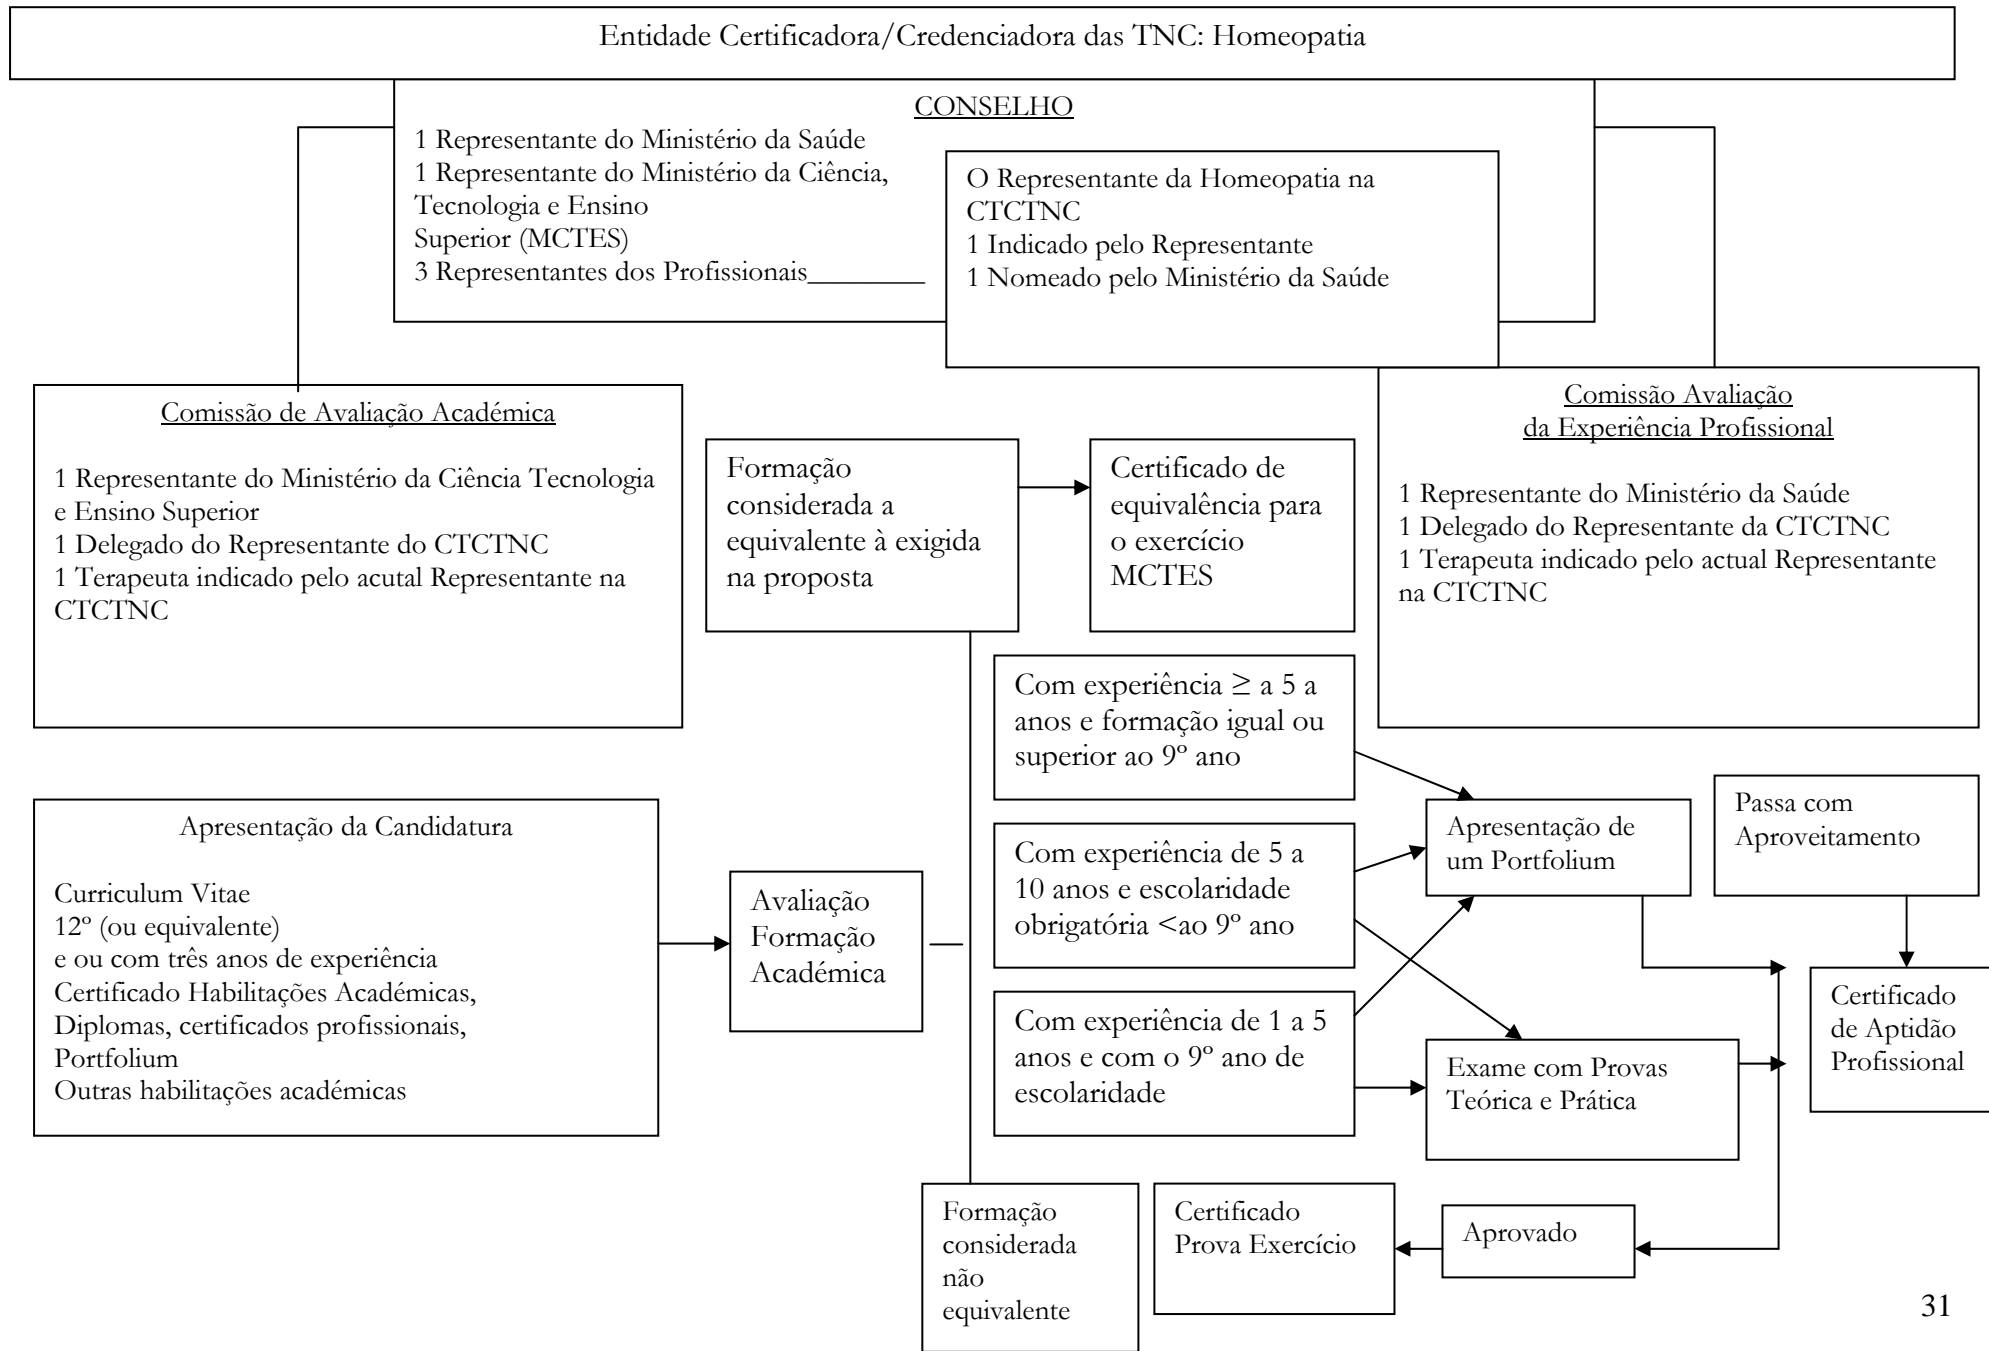 Entidade Certificadora/Credenciadora das TNC: Homeopatia
CONSELHO
1 Representante do Ministério da Saúde
1 Representante do Ministério da Ciência,
Tecnologia e Ensino
Superior (MCTES)
3 Representantes dos Profissionais_________
O Representante da Homeopatia na
CTCTNC
1 Indicado pelo Representante
1 Nomeado pelo Ministério da Saúde
Comissão de Avaliação Académica
1 Representante do Ministério da Ciência Tecnologia
e Ensino Superior
1 Delegado do Representante do CTCTNC
1 Terapeuta indicado pelo acutal Representante na
CTCTNC
Formação
considerada a
equivalente à exigida
na proposta
Certificado de
equivalência para
o exercício
MCTES
Comissão Avaliação
da Experiência Profissional
1 Representante do Ministério da Saúde
1 Delegado do Representante da CTCTNC
1 Terapeuta indicado pelo actual Representante
na CTCTNC
Com experiência ≥ a 5 a
anos e formação igual ou
superior ao 9º ano
Apresentação da Candidatura
Curriculum Vitae
12º (ou equivalente)
e ou com três anos de experiência
Certificado Habilitações Académicas,
Diplomas, certificados profissionais,
Portfolium
Outras habilitações académicas
Avaliação
Formação
Académica
Com experiência de 5 a
10 anos e escolaridade
obrigatória <ao 9º ano
Com experiência de 1 a 5
anos e com o 9º ano de
escolaridade
Apresentação de
um Portfolium
Passa com
Aproveitamento
Exame com Provas
Teórica e Prática
Certificado
de Aptidão
Profissional
Formação
considerada
não
equivalente
Certificado
Prova Exercício
Aprovado
31